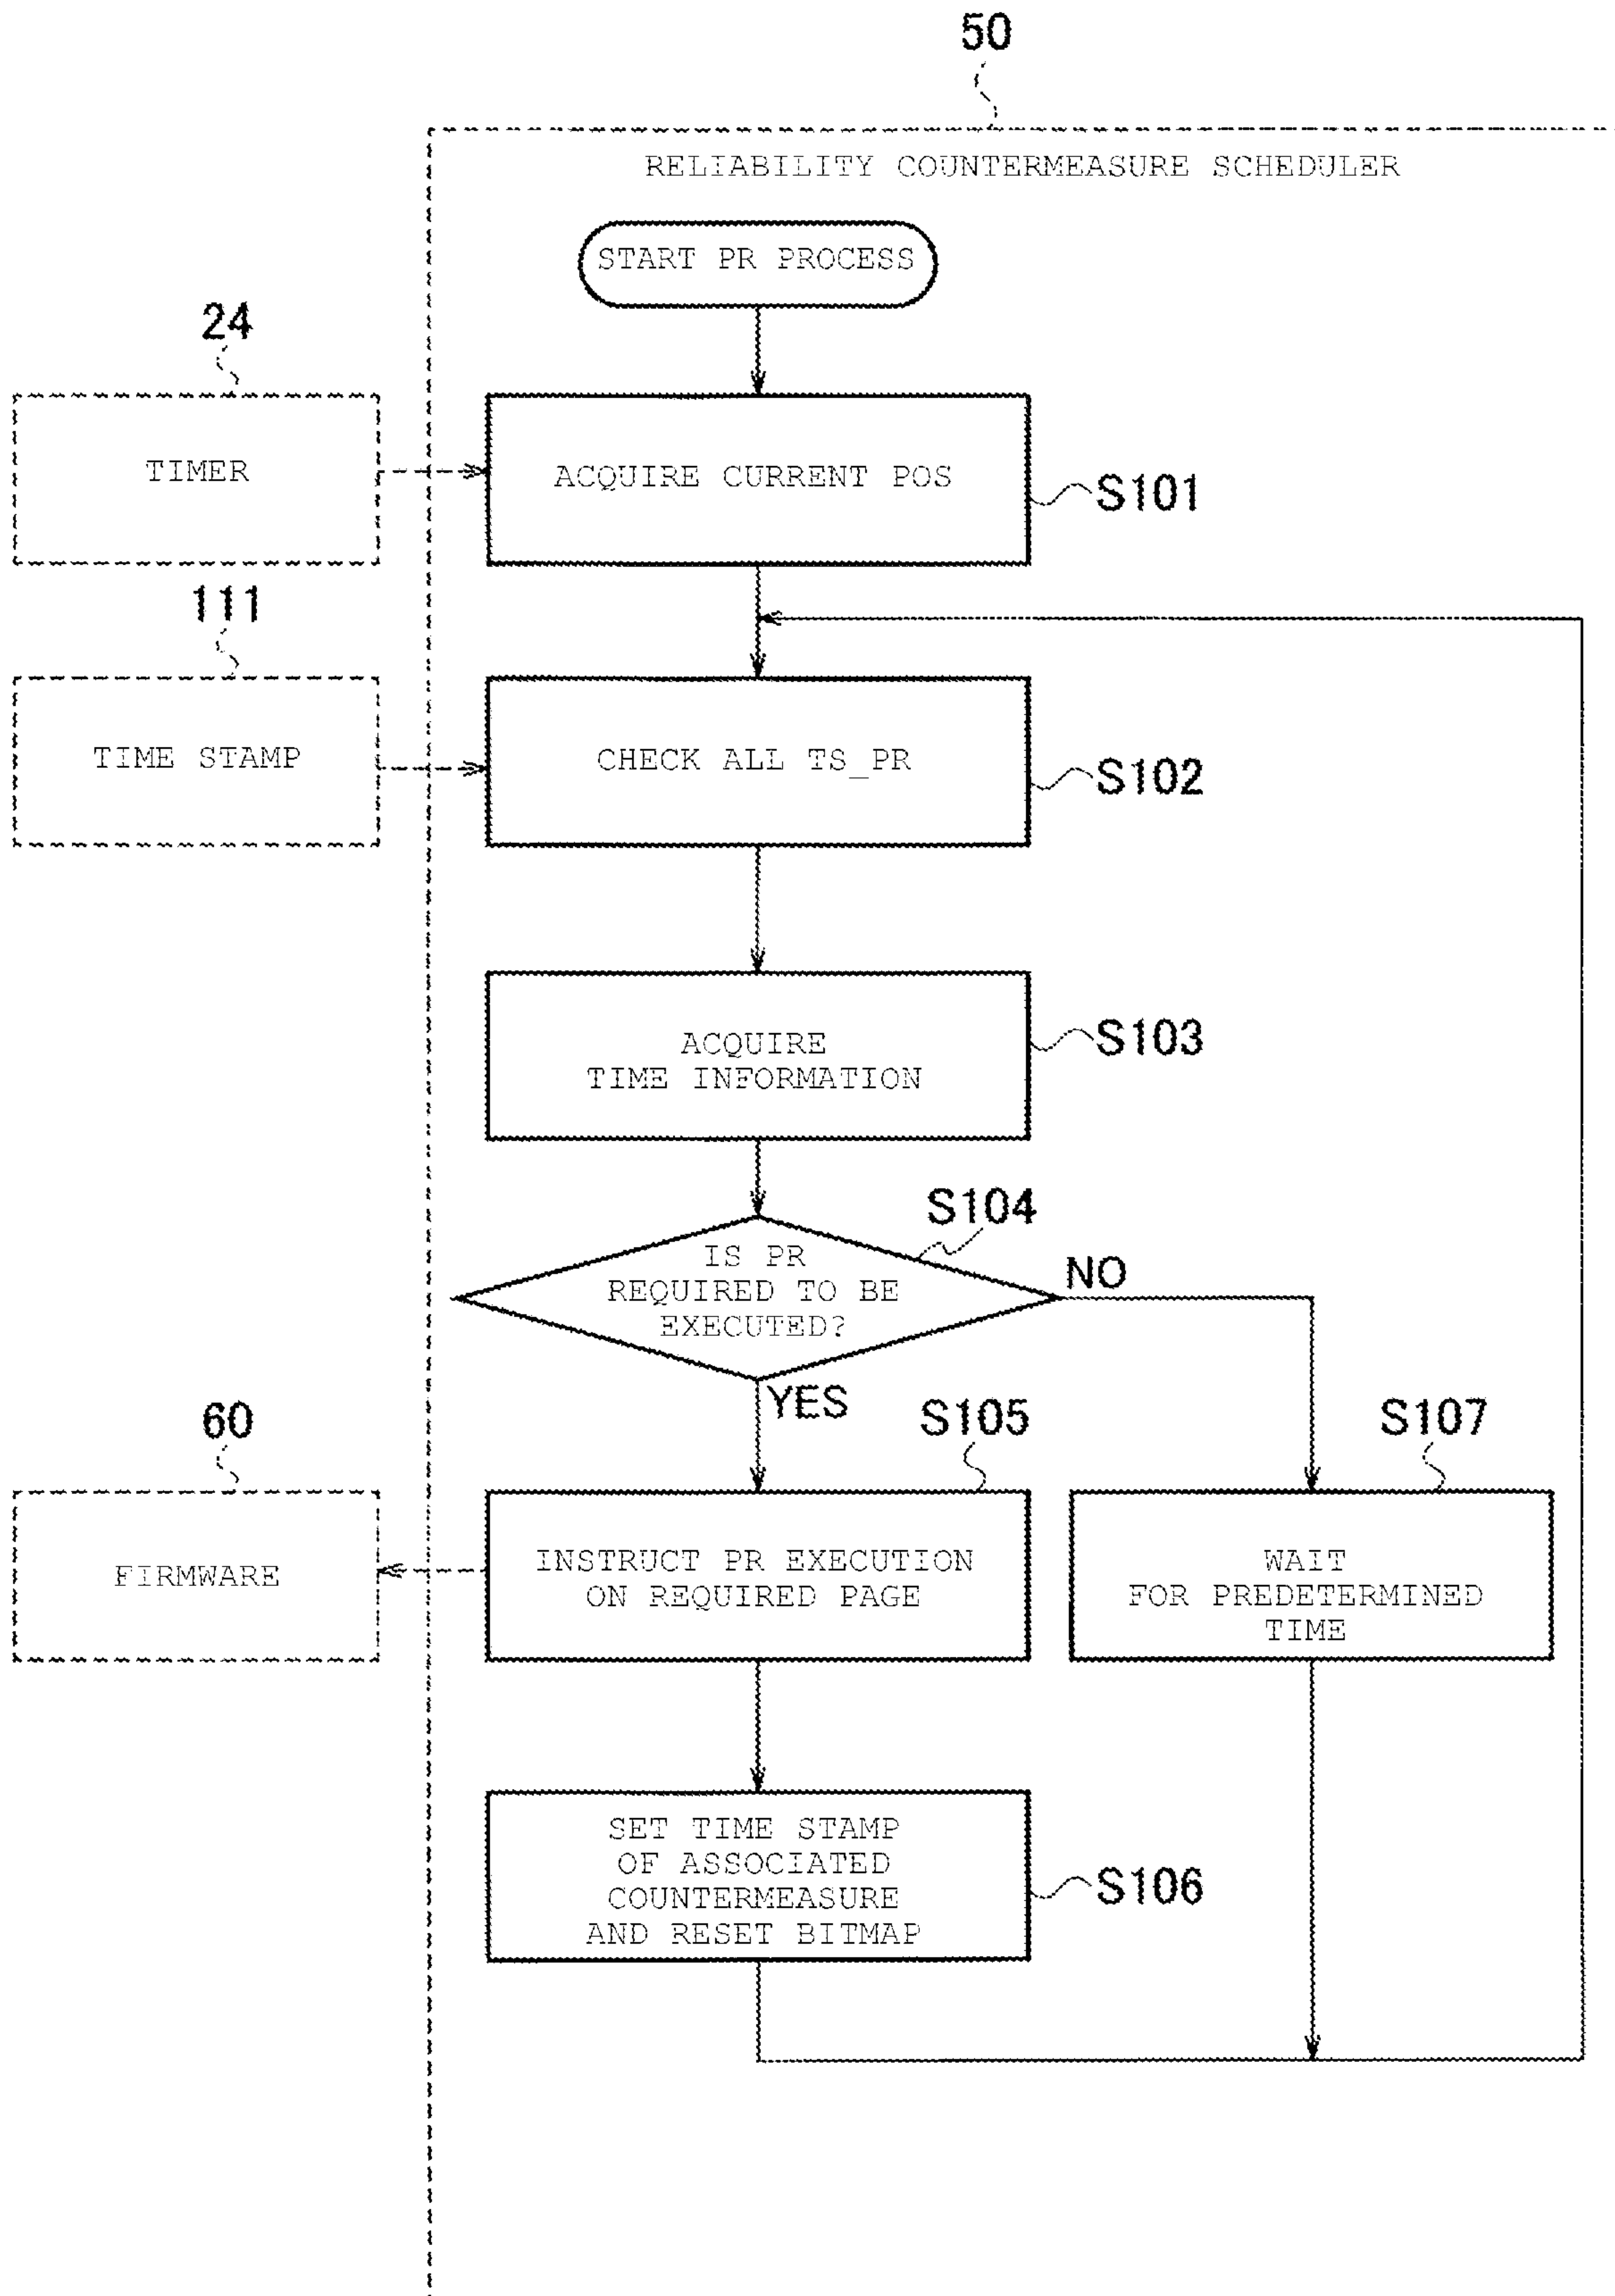 50
RELIABILITY COUNTERMEASURE SCHEDULER
START PR PROCESS
24
TIMER
ACQUIRE CURRENT POS
S101
111
TIME STAMP
CHECK ALL TS_PR
S102
ACQUIRE
TIME INFORMATION
S103
S104
IS PR
REQUIRED TO BE
EXECUTED?
NO
YES
60
S105
S107
FIRMWARE
INSTRUCT PR EXECUTION
ON REQUIRED PAGE
WAIT
FOR PREDETERMINED
TIME
SET TIME STAMP
OF ASSOCIATED
COUNTERMEASURE
AND RESET BITMAP
S106